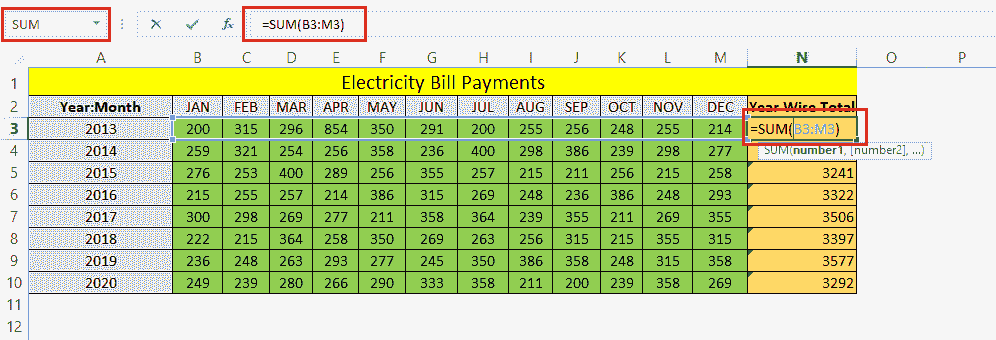 SUM fx =SUM(B3:M3)
A B C D E F G H I J K L M N O P
1 Electricity Bill Payments
2 Year:Month JAN FEB MAR APR MAY JUN JUL AUG SEP OCT NOV DEC Year Wise Total
3 2013 200 315 296 854 350 291 200 255 256 248 255 214 =SUM(B3:M3)
4 2014 259 321 254 256 358 236 400 298 386 239 298 277 SUM(number1, [number2], ...)
5 2015 276 253 400 289 256 355 257 215 211 256 215 258 3241
6 2016 215 255 257 214 386 315 269 248 236 386 248 293 3322
7 2017 300 298 269 277 211 358 364 239 355 211 269 355 3506
8 2018 222 215 364 258 350 269 263 256 315 215 355 315 3397
9 2019 236 248 263 293 277 245 350 386 358 248 315 358 3577
10 2020 249 239 280 266 290 333 358 211 200 239 358 269 3292
11
12